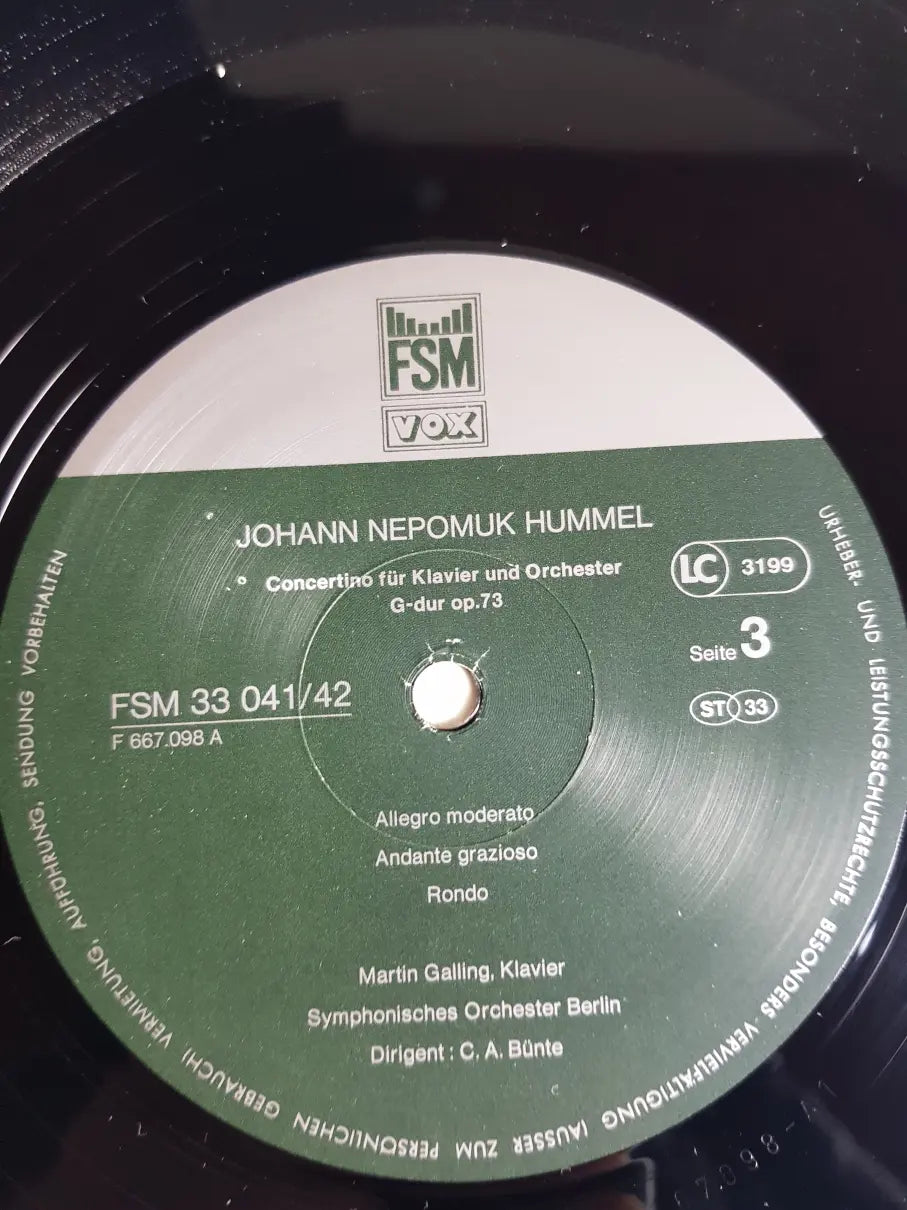 FSM
VOX
JOHANN NEPOMUK HUMMEL
Concertino für Klavier und Orchester
G-dur op.73
LC 3199
Seite 3
FSM 33 041/42
F 667.098 A
ST 33
Allegro moderato
Andante grazioso
Rondo
Martin Galling, Klavier
Symphonisches Orchester Berlin
Dirigent: C. A. Bünte
URHEBER- UND LEISTUNGSSCHUTZRECHTE, BESONDERS VERVIELFÄLTIGUNG (AUSSER ZUM PERSÖNLICHEN GEBRAUCH) VERMIETUNG, AUFFÜHRUNG, SENDUNG VORBEHALTEN
7.098-